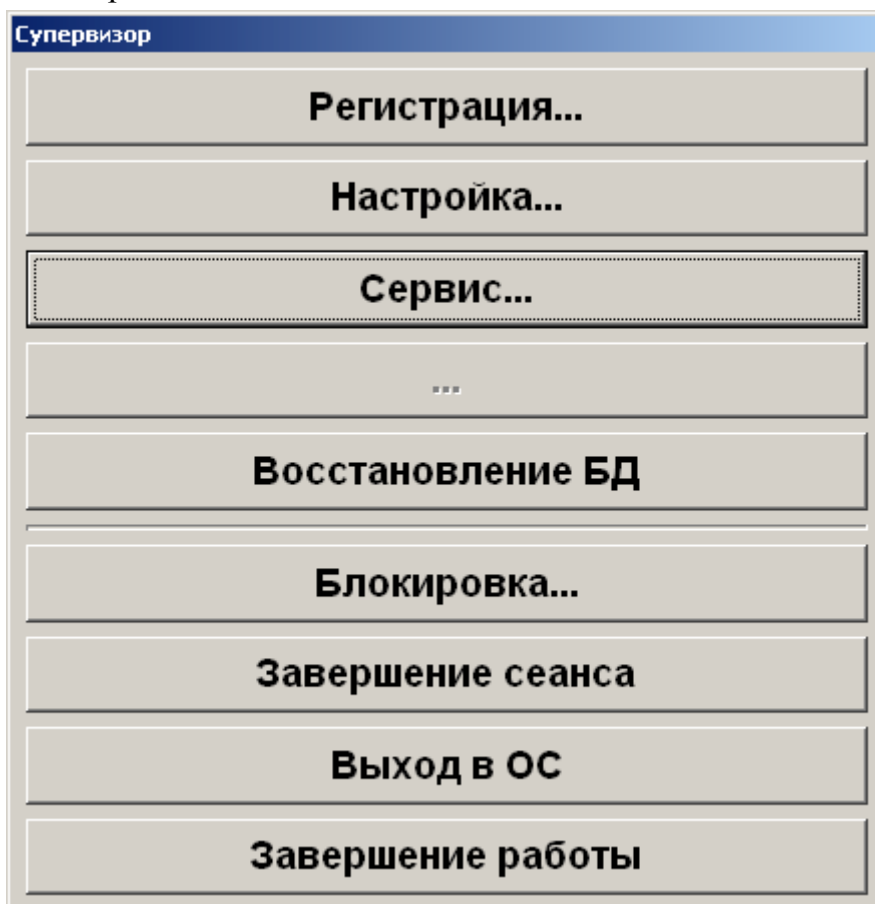 Супервизор
Регистрация...
Настройка...
Сервис...
...
Восстановление БД
Блокировка...
Завершение сеанса
Выход в ОС
Завершение работы